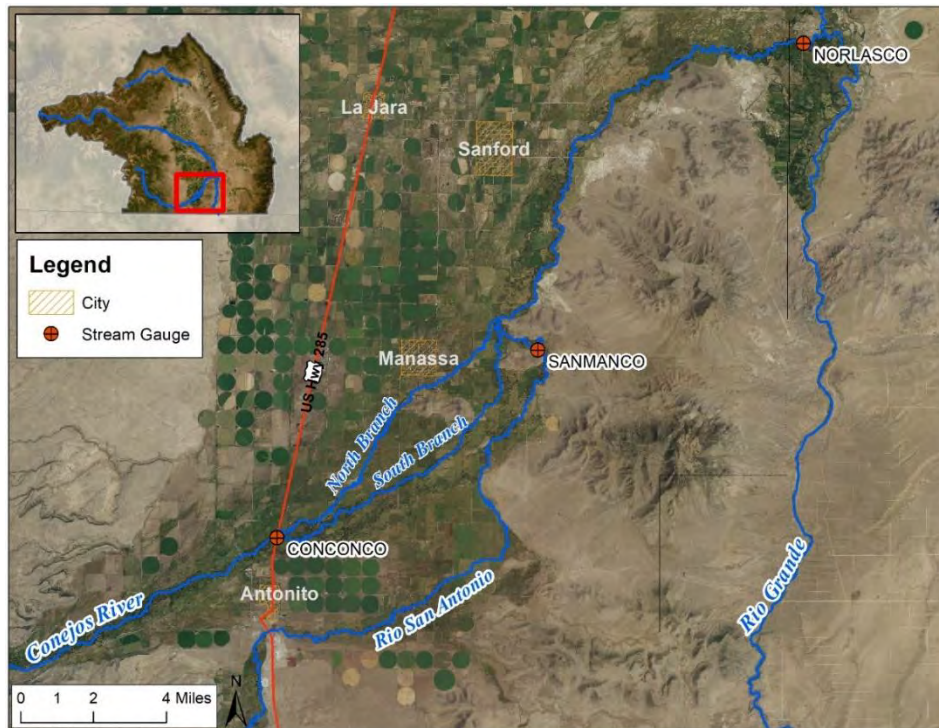 NORLASCO
La Jara
Sanford
Legend
City
Stream Gauge
US Hwy 285
Manassa
SANMANCO
North Branch
South Branch
CONCONCO
Antonito
Conejos River
Rio San Antonio
Rio Grande
0 1 2 4 Miles
N